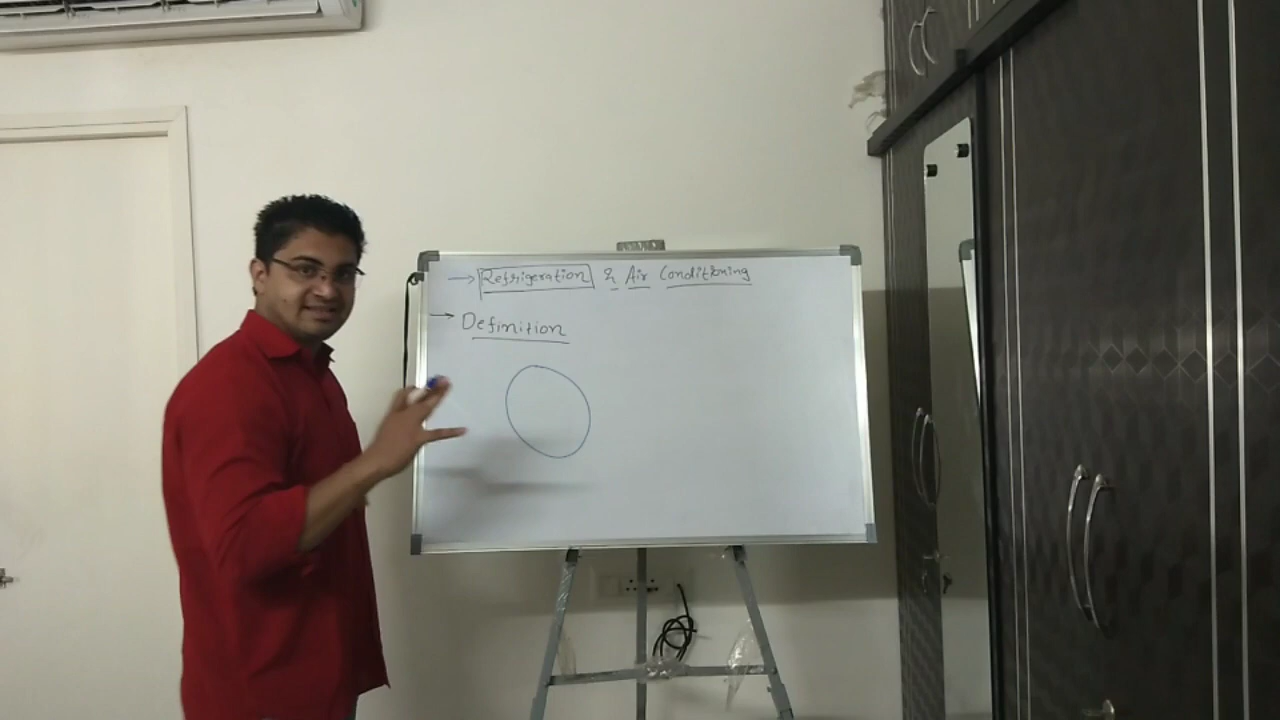 → Refrigeration & Air Conditioning
→ Definition